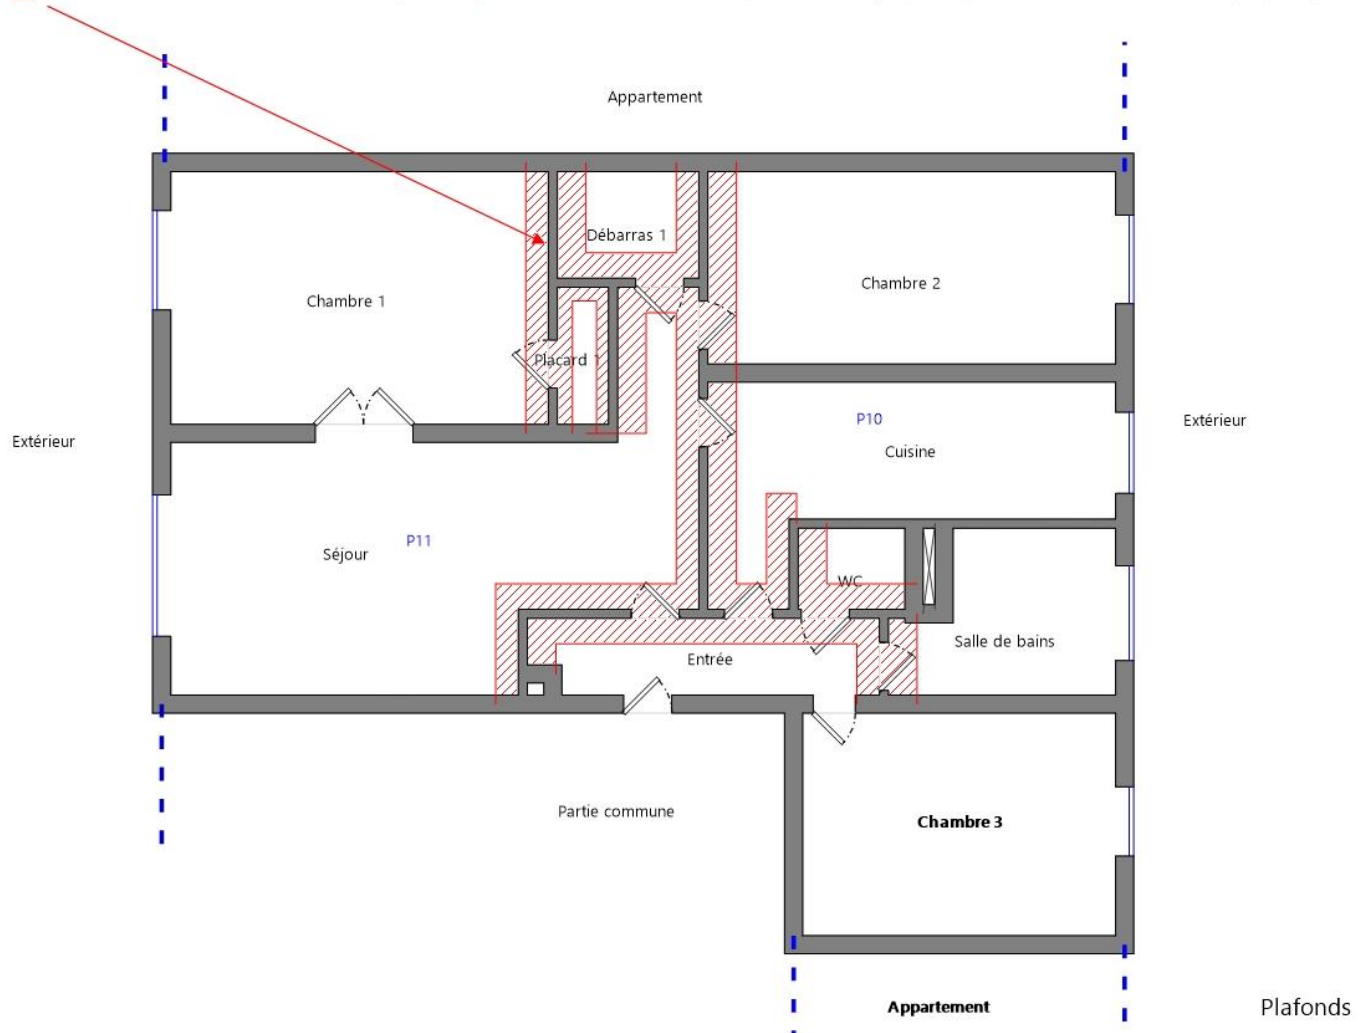 Appartement
Débarras 1
Chambre 2
Chambre 1
Placard 1
P10
Extérieur
Extérieur
Cuisine
P11
Séjour
WC
Salle de bains
Entrée
Partie commune
Chambre 3
Appartement
Plafonds